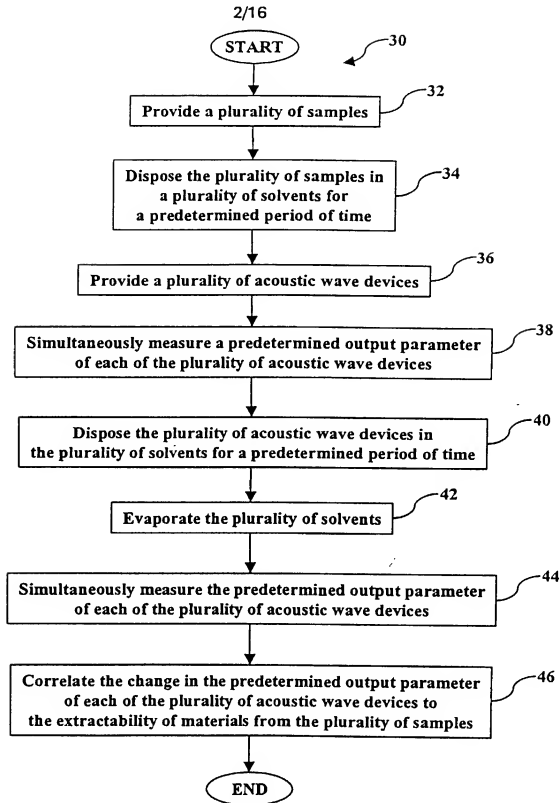 2/16
START
30
32
Provide a plurality of samples
Dispose the plurality of samples in
a plurality of solvents for
a predetermined period of time
34
36
Provide a plurality of acoustic wave devices
Simultaneously measure a predetermined output parameter
of each of the plurality of acoustic wave devices
38
Dispose the plurality of acoustic wave devices in
the plurality of solvents for a predetermined period of time
40
42
Evaporate the plurality of solvents
Simultaneously measure the predetermined output parameter
of each of the plurality of acoustic wave devices
44
Correlate the change in the predetermined output parameter
of each of the plurality of acoustic wave devices to
the extractability of materials from the plurality of samples
46
END